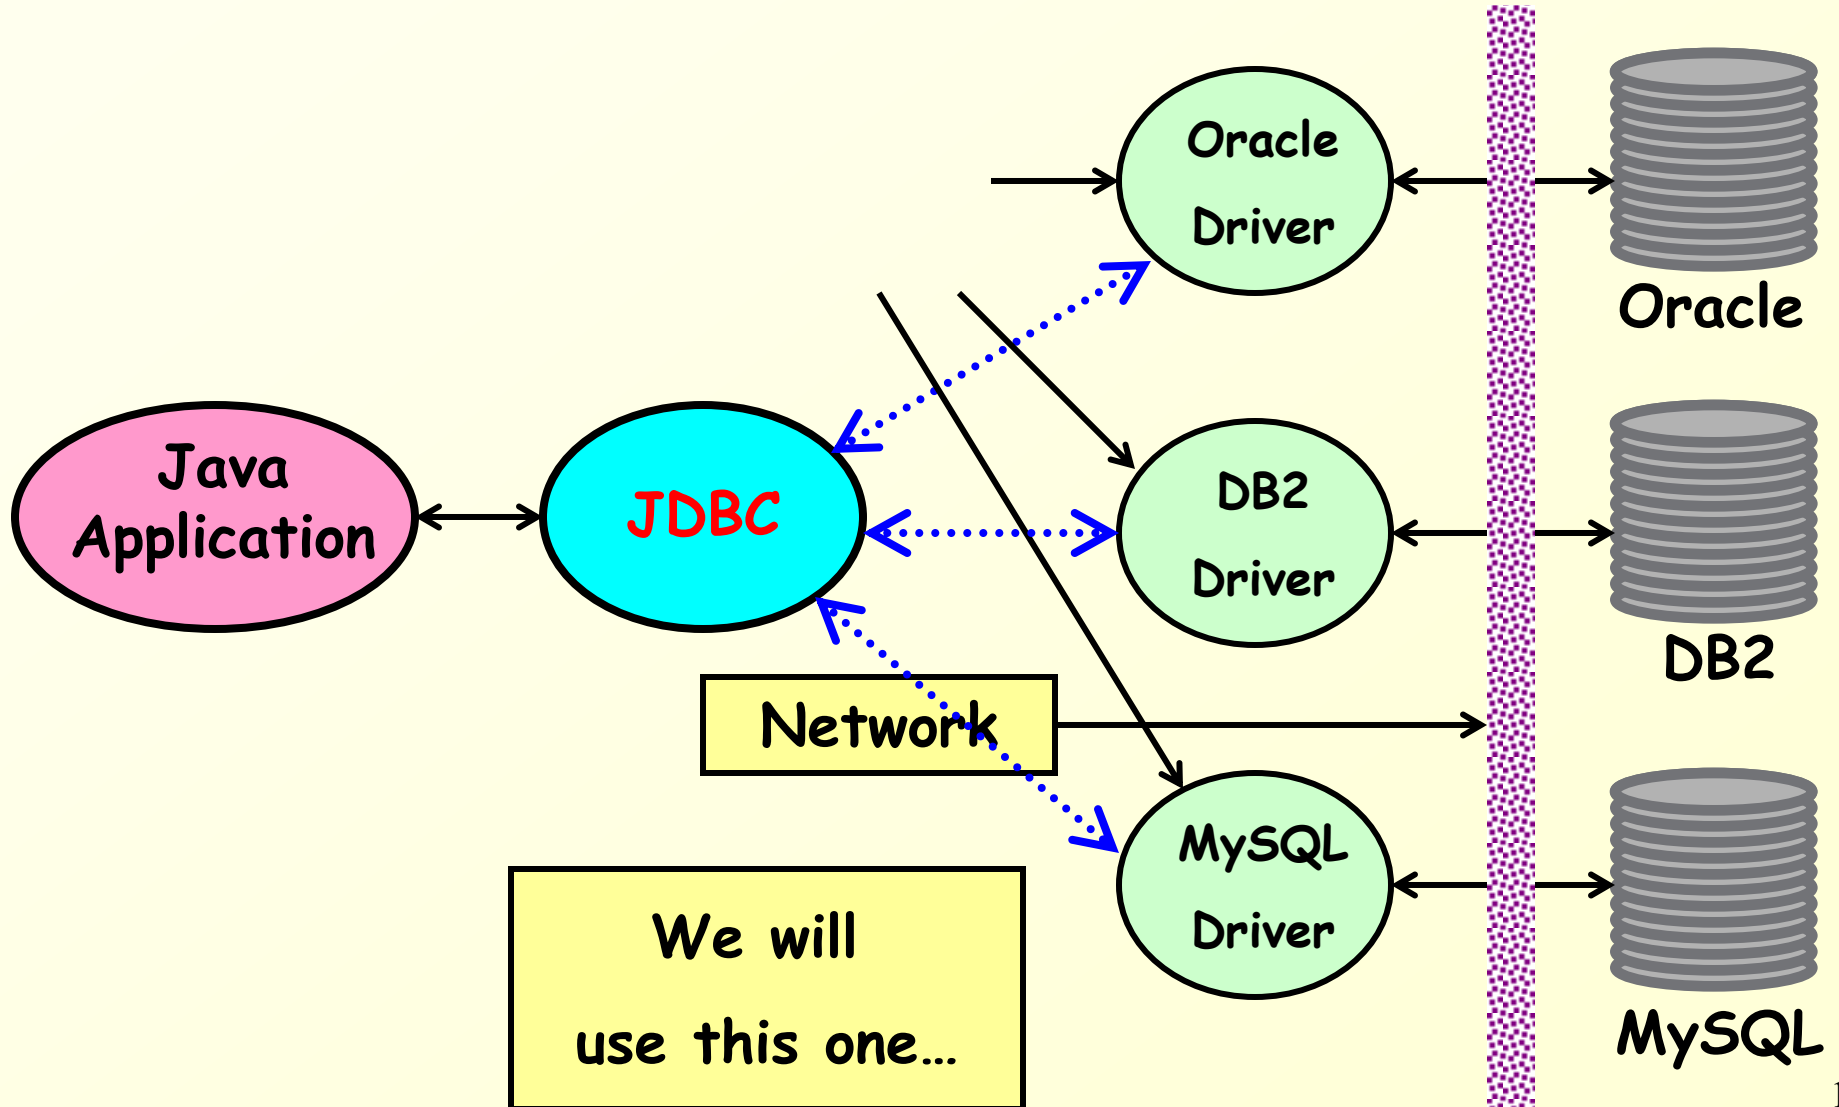 Oracle
Driver
Oracle
Java
Application
JDBC
DB2
Driver
DB2
Network
MySQL
Driver
MySQL
We will
use this one...